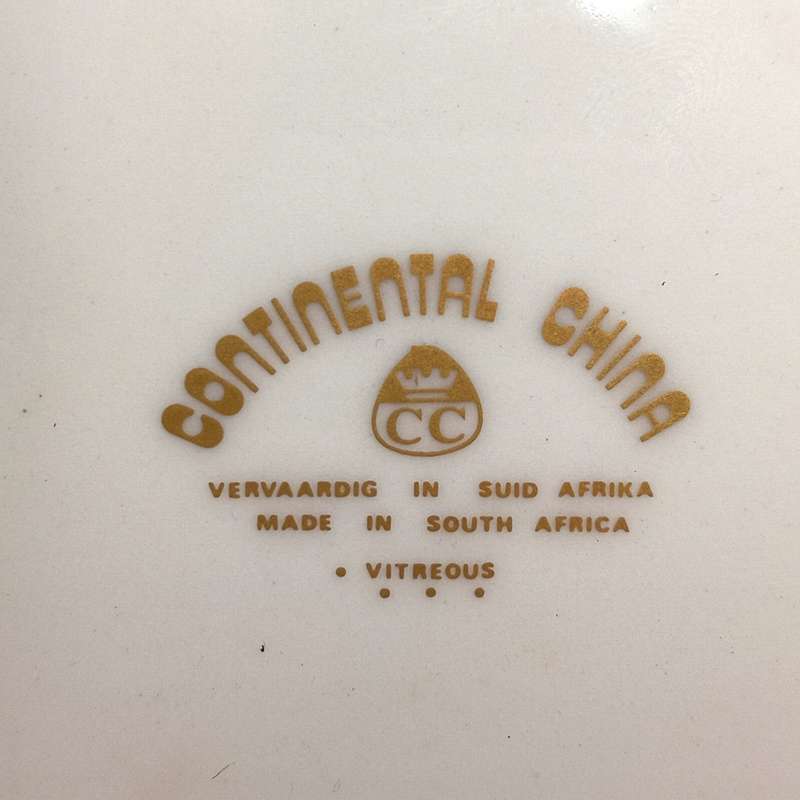 CONTINENTAL CHINA
CC
VERVAARDIG IN SUID AFRIKA
MADE IN SOUTH AFRICA
• VITREOUS
• • •